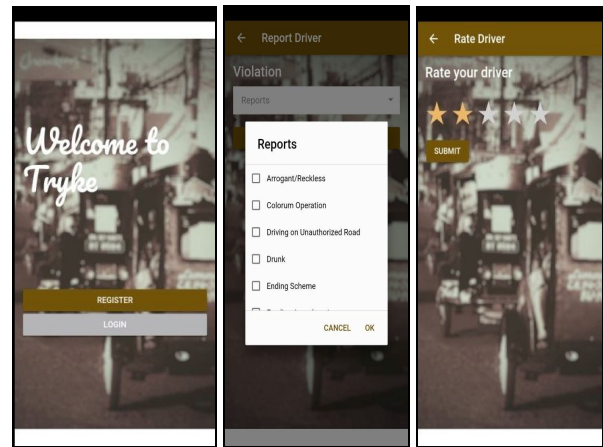 Welcome to
Tryke
REGISTER
LOGIN
Report Driver
Violation
Reports
Reports
Arrogant/Reckless
Colorum Operation
Driving on Unauthorized Road
Drunk
Ending Scheme
CANCEL
OK
Rate Driver
Rate your driver
SUBMIT